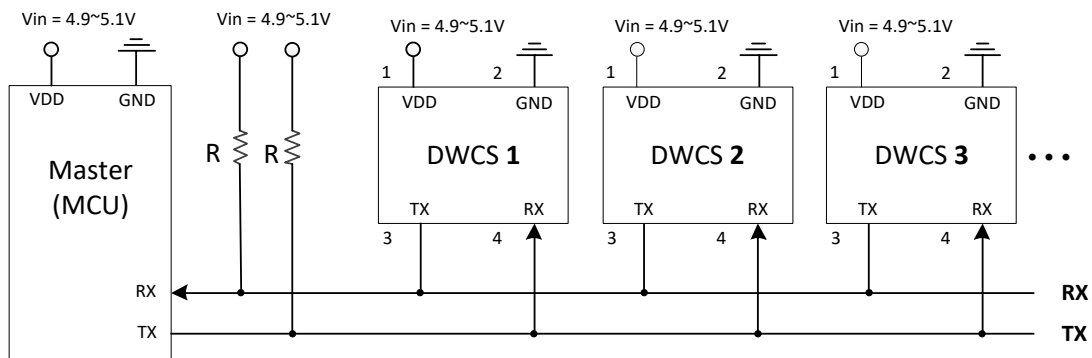 Vin = 4.9~5.1V Vin = 4.9~5.1V Vin = 4.9~5.1V Vin = 4.9~5.1V Vin = 4.9~5.1V
1 2 1 2 1 2
VDD GND VDD GND VDD GND VDD GND
Master R R DWCS 1 DWCS 2 DWCS 3 • • •
(MCU)
TX RX TX RX TX RX
3 4 3 4 3 4
RX RX
TX TX